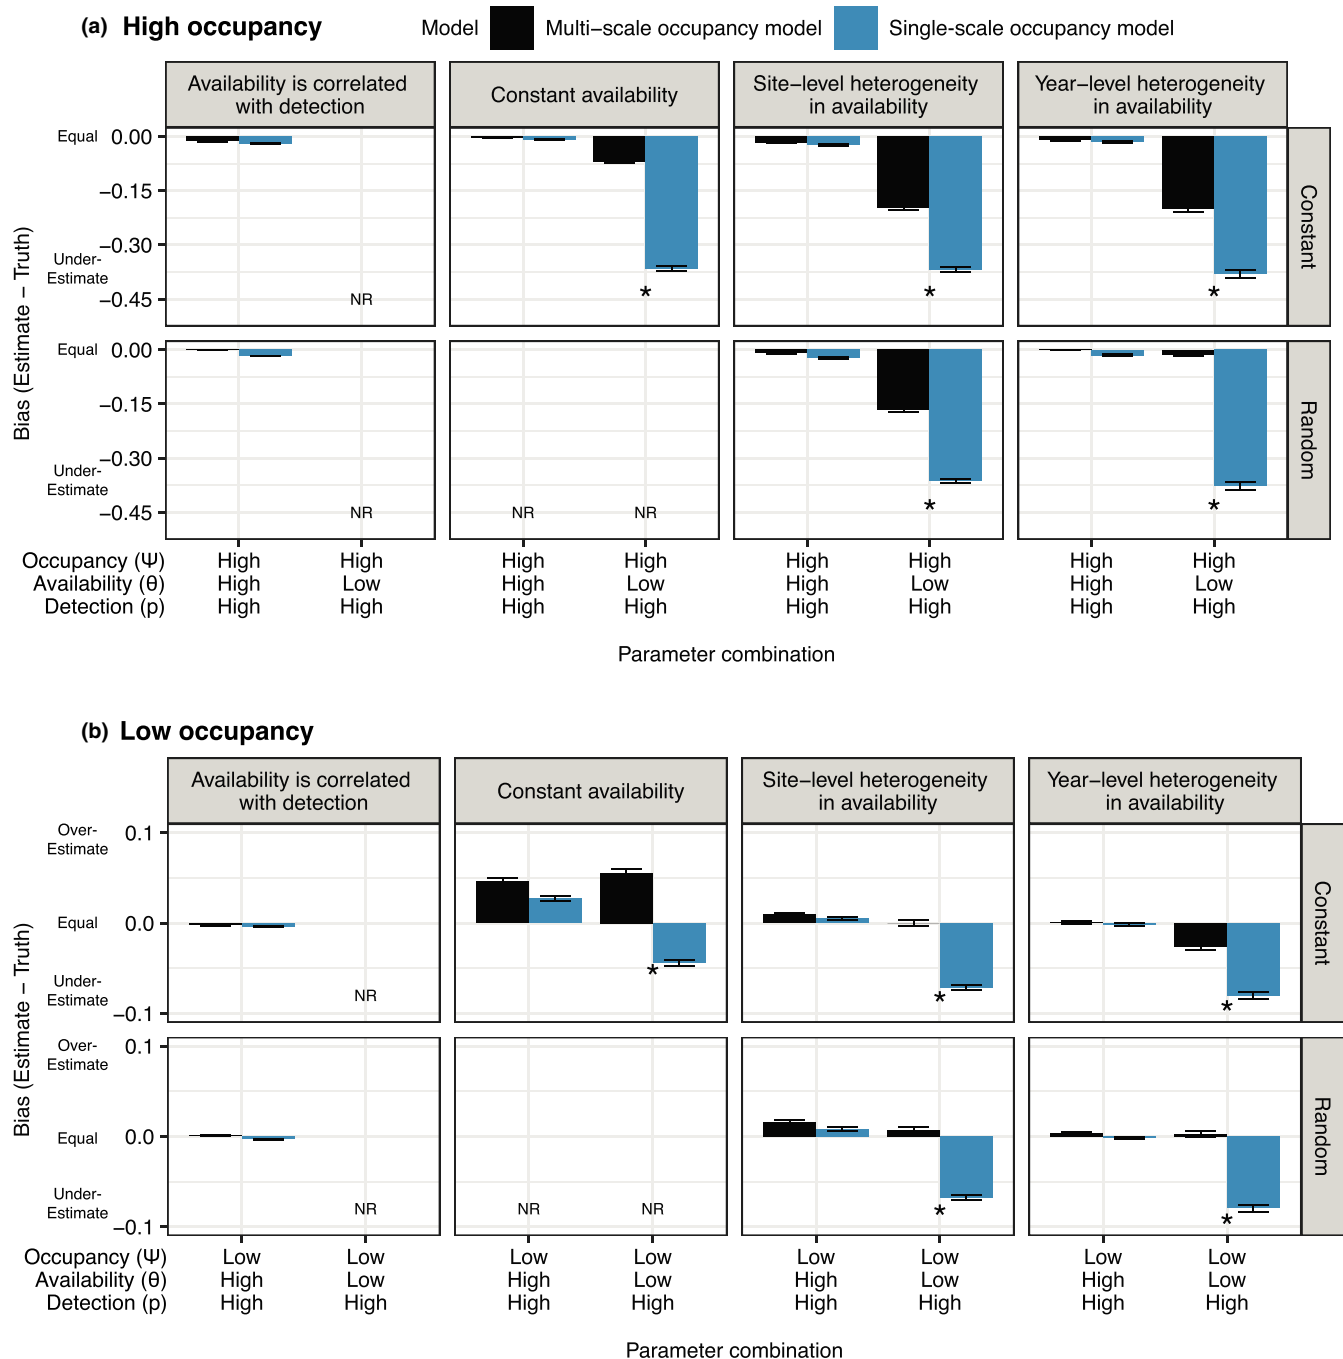 (a) High occupancy
Model Multi−scale occupancy model Single−scale occupancy model
Availability is correlated
with detection
Constant availability
Site−level heterogeneity
in availability
Year−level heterogeneity
in availability
Bias (Estimate − Truth)
Equal 0.00
−0.15
−0.30
Under-
Estimate
−0.45
NR
*
*
*
Constant
Equal 0.00
−0.15
−0.30
Under-
Estimate
−0.45
NR
NR
NR
*
*
Random
Occupancy (Ψ) High High High High High High High High
Availability (θ) High Low High Low High Low High Low
Detection (p) High High High High High High High High
Parameter combination
(b) Low occupancy
Availability is correlated
with detection
Constant availability
Site−level heterogeneity
in availability
Year−level heterogeneity
in availability
Bias (Estimate − Truth)
Over-
Estimate
0.1
Equal 0.0
Under-
Estimate
−0.1
NR
*
*
*
Constant
Over-
Estimate
0.1
Equal 0.0
Under-
Estimate
−0.1
NR
NR
NR
*
*
Random
Occupancy (Ψ) Low Low Low Low Low Low Low Low
Availability (θ) High Low High Low High Low High Low
Detection (p) High High High High High High High High
Parameter combination